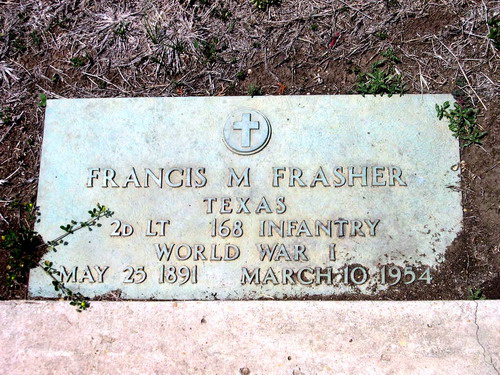 FRANCIS M FRASHER
TEXAS
2D LT 168 INFANTRY
WORLD WAR I
MAY 25 1891 MARCH 10 1954